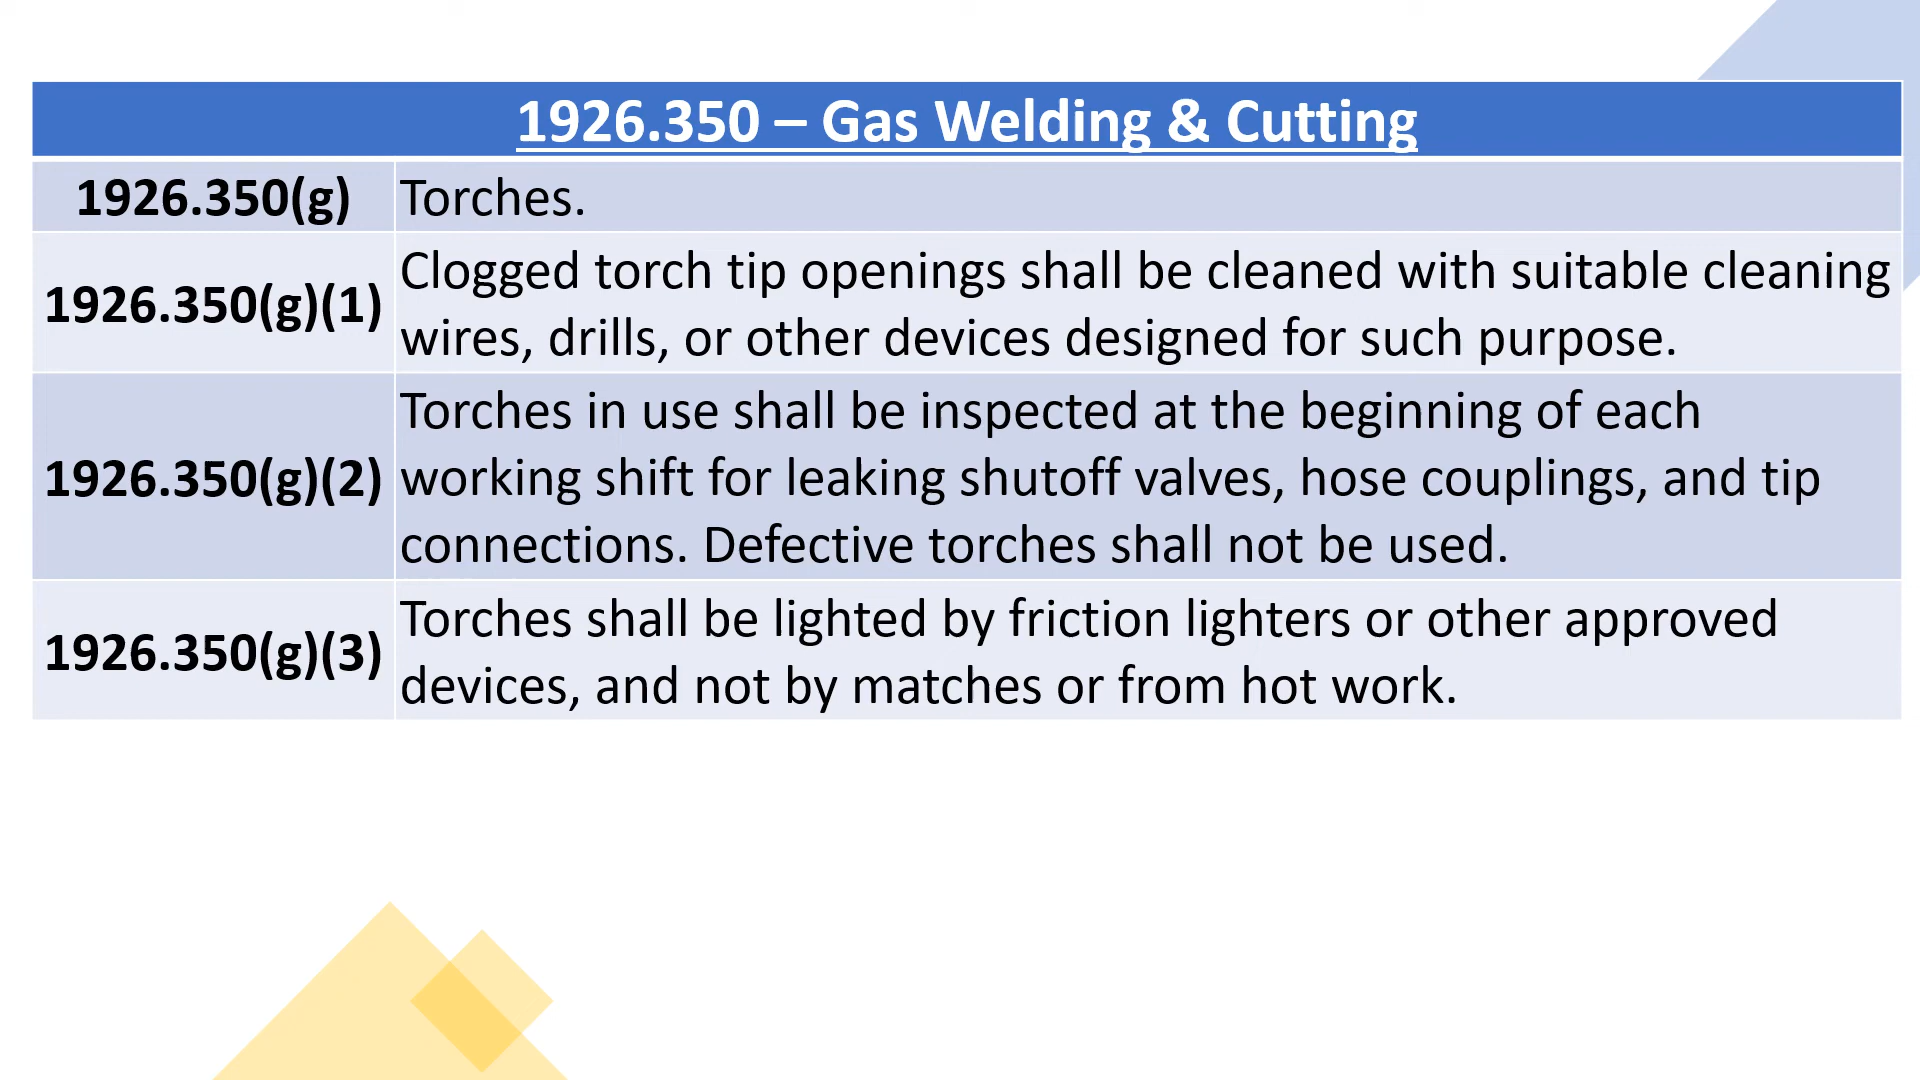 1926.350 – Gas Welding & Cutting
1926.350(g)
Torches.
1926.350(g)(1)
Clogged torch tip openings shall be cleaned with suitable cleaning
wires, drills, or other devices designed for such purpose.
1926.350(g)(2)
Torches in use shall be inspected at the beginning of each
working shift for leaking shutoff valves, hose couplings, and tip
connections. Defective torches shall not be used.
1926.350(g)(3)
Torches shall be lighted by friction lighters or other approved
devices, and not by matches or from hot work.